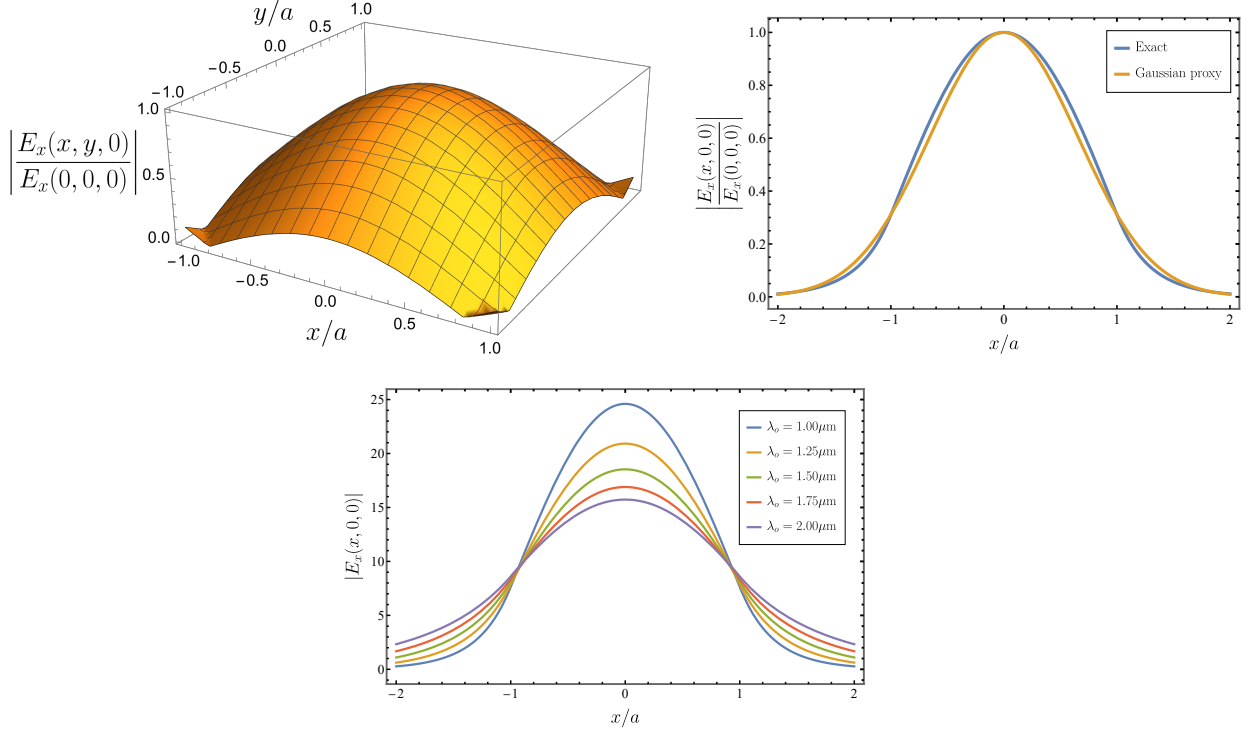 y/a
1.0
0.5
0.0
−0.5
−1.0
1.0
0.5
0.0
|E_x(x, y, 0)/E_x(0, 0, 0)|
−1.0
−0.5
0.0
0.5
1.0
x/a
1.0
0.8
0.6
0.4
0.2
0.0
|E_x(x, 0, 0)/E_x(0, 0, 0)|
Exact
Gaussian proxy
−2 −1 0 1 2
x/a
25
20
15
10
5
0
|E_x(x, 0, 0)|
λ_o = 1.00μm
λ_o = 1.25μm
λ_o = 1.50μm
λ_o = 1.75μm
λ_o = 2.00μm
−2 −1 0 1 2
x/a